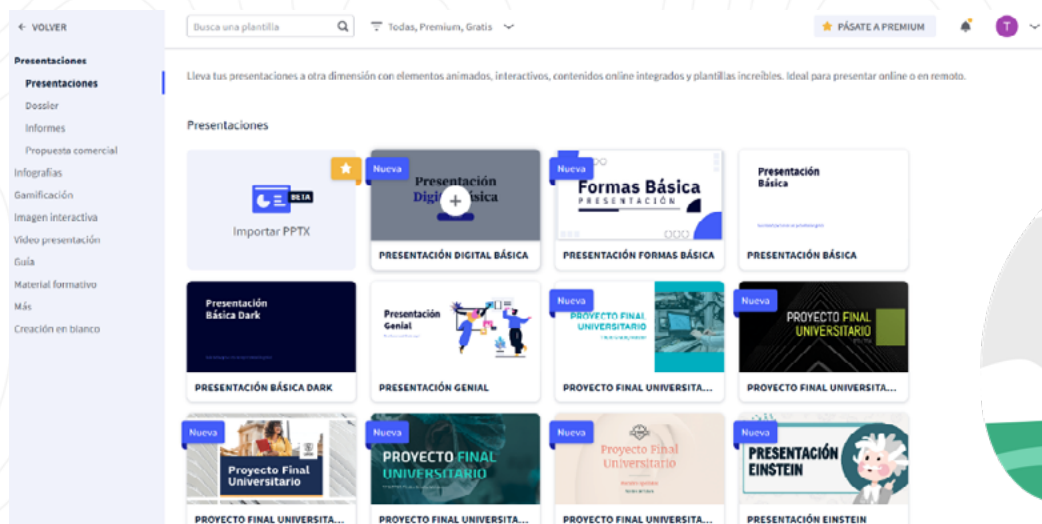 ← VOLVER
Busca una plantilla
Todas, Premium, Gratis
PÁSATE A PREMIUM
T
Presentaciones
Presentaciones
Dossier
Informes
Propuesta comercial
Infografías
Gamificación
Imagen interactiva
Vídeo presentación
Guía
Material formativo
Más
Creación en blanco
Lleva tus presentaciones a otra dimensión con elementos animados, interactivos, contenidos online integrados y plantillas increíbles. Ideal para presentar online o en remoto.
Presentaciones
BETA
Importar PPTX
Nueva
Presentación
PRESENTACIÓN DIGITAL BÁSICA
Nueva
Formas Básica
PRESENTACIÓN
PRESENTACIÓN FORMAS BÁSICA
Presentación
Básica
PRESENTACIÓN BÁSICA
Presentación
Básica Dark
PRESENTACIÓN BÁSICA DARK
Presentación
Genial
PRESENTACIÓN GENIAL
Nueva
PROYECTO FINAL
UNIVERSITARIO
PROYECTO FINAL UNIVERSITA...
Nueva
PROYECTO FINAL
UNIVERSITARIO
PROYECTO FINAL UNIVERSITA...
Nueva
Proyecto Final
Universitario
PROYECTO FINAL UNIVERSITA...
Nueva
PROYECTO FINAL
UNIVERSITARIO
PROYECTO FINAL UNIVERSITA...
Nueva
Proyecto Final
Universitario
PROYECTO FINAL UNIVERSITA...
Nueva
PRESENTACIÓN
EINSTEIN
PRESENTACIÓN EINSTEIN